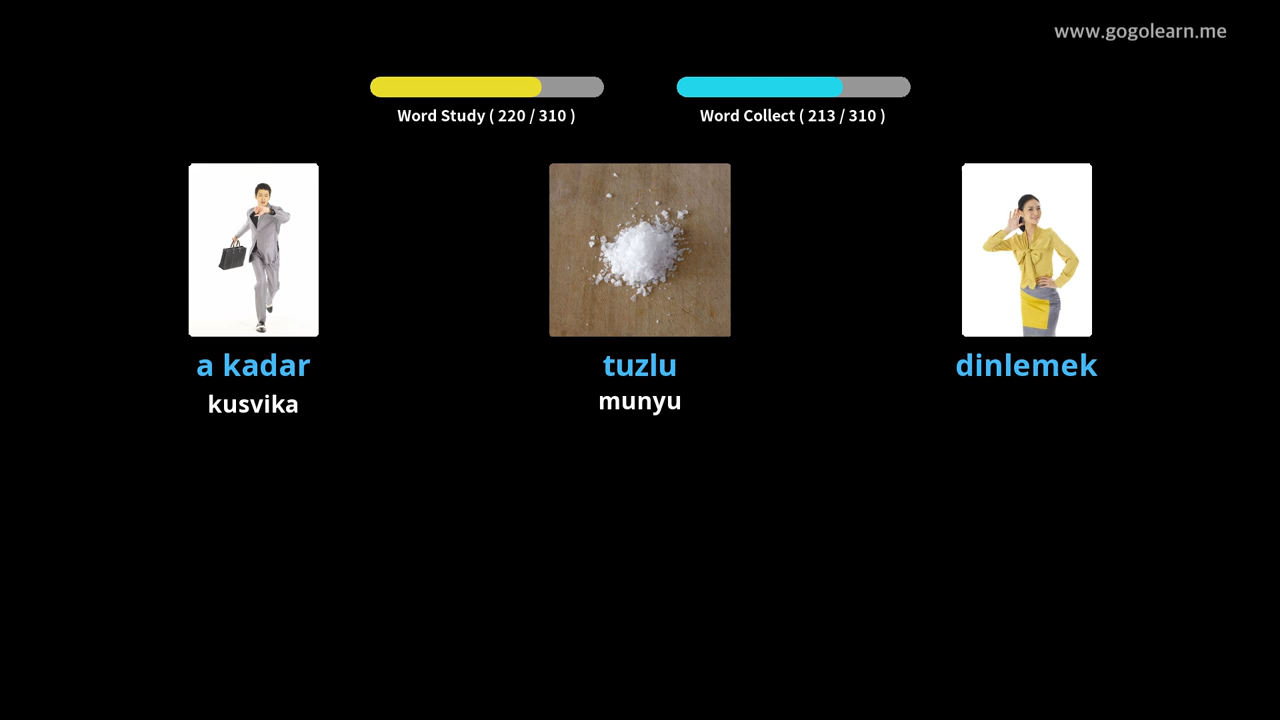 www.gogolearn.me
Word Study ( 220 / 310 )
Word Collect ( 213 / 310 )
a kadar
kusvika
tuzlu
munyu
dinlemek